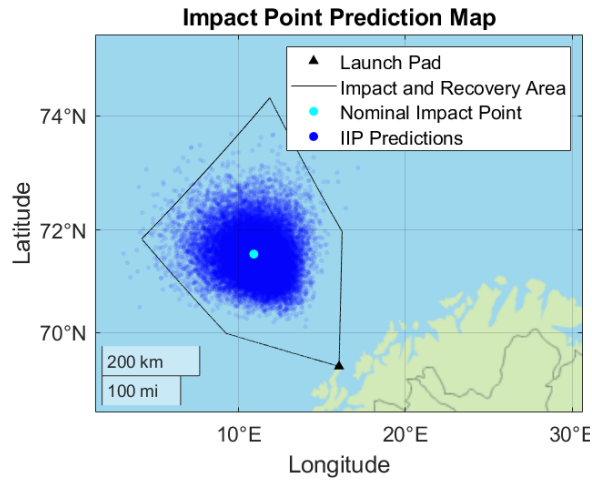 Impact Point Prediction Map
Launch Pad
Impact and Recovery Area
Nominal Impact Point
IIP Predictions
74°N
72°N
70°N
Latitude
200 km
100 mi
10°E
20°E
30°E
Longitude